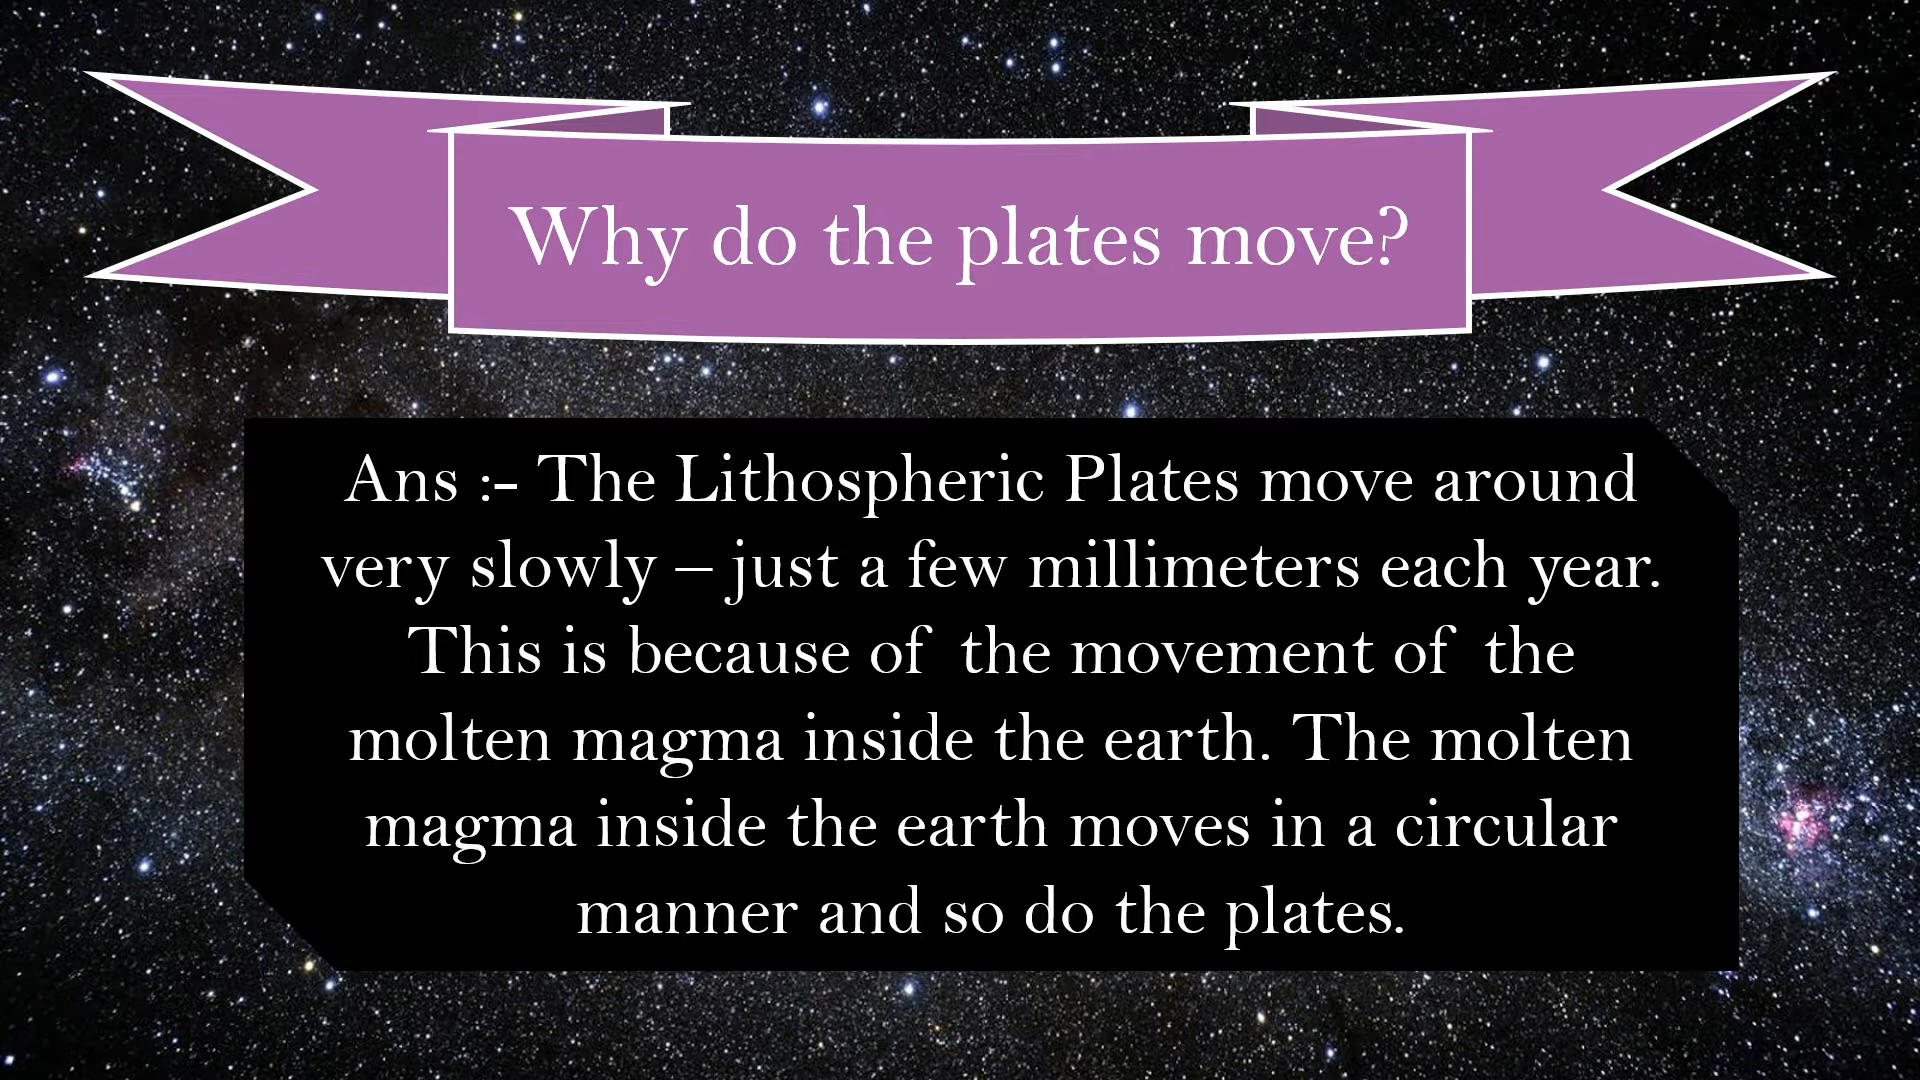 Why do the plates move?
Ans :- The Lithospheric Plates move around
very slowly – just a few millimeters each year.
This is because of the movement of the
molten magma inside the earth. The molten
magma inside the earth moves in a circular
manner and so do the plates.